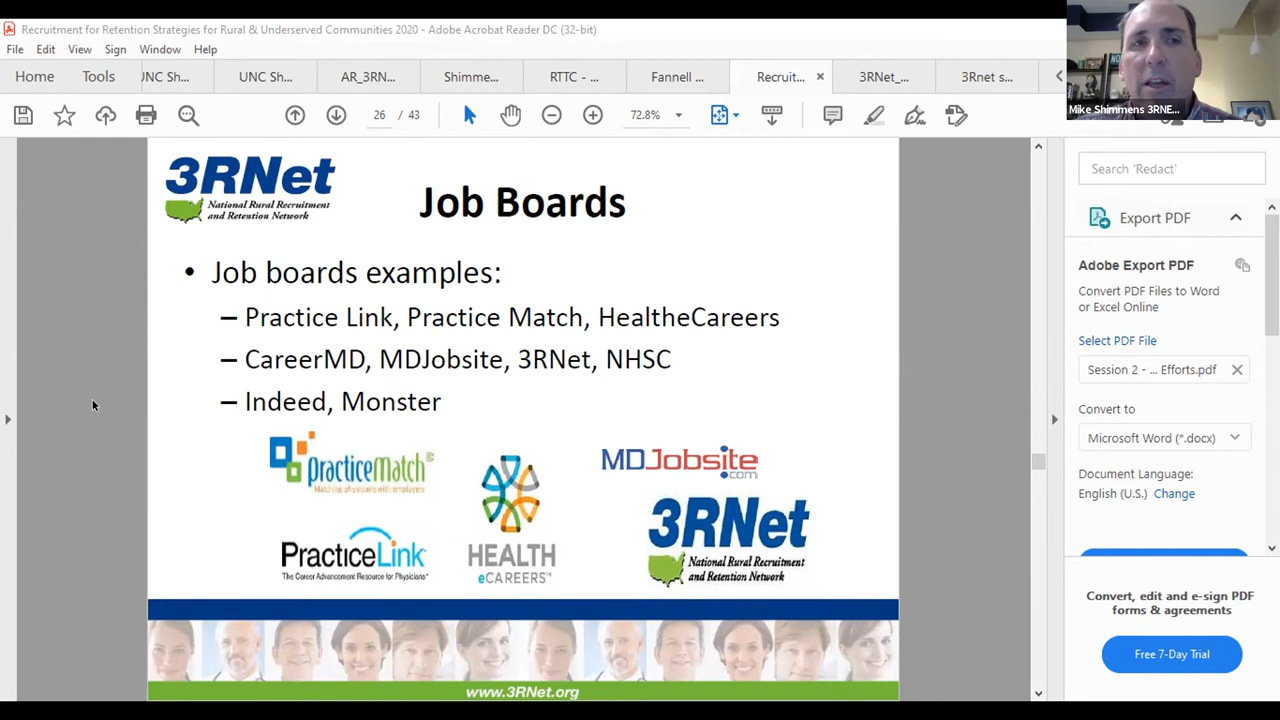 Recruitment for Retention Strategies for Rural & Underserved Communities 2020 - Adobe Acrobat Reader DC (32-bit)
File Edit View Sign Window Help
Home Tools UNC Sh... UNC Sh... AR_3RN... Shimme... RTTC - ... Fannell ... Recruit... × 3RNet_... 3Rnet s...
/ 43 72.8%
Mike Shimmens 3RNE...
3RNet
National Rural Recruitment
and Retention Network
Job Boards
• Job boards examples:
– Practice Link, Practice Match, HealtheCareers
– CareerMD, MDJobsite, 3RNet, NHSC
– Indeed, Monster
PracticeMatch®
Matching physicians with employers
MDJobsite
.com
PracticeLink
The Career Advancement Resource for Physicians
HEALTH
eCAREERS™
3RNet
National Rural Recruitment
and Retention Network
www.3RNet.org
Search 'Redact'
Export PDF
Adobe Export PDF
Convert PDF Files to Word
or Excel Online
Select PDF File
Session 2 - ... Efforts.pdf
Convert to
Microsoft Word (*.docx)
Document Language:
English (U.S.) Change
Convert, edit and e-sign PDF
forms & agreements
Free 7-Day Trial